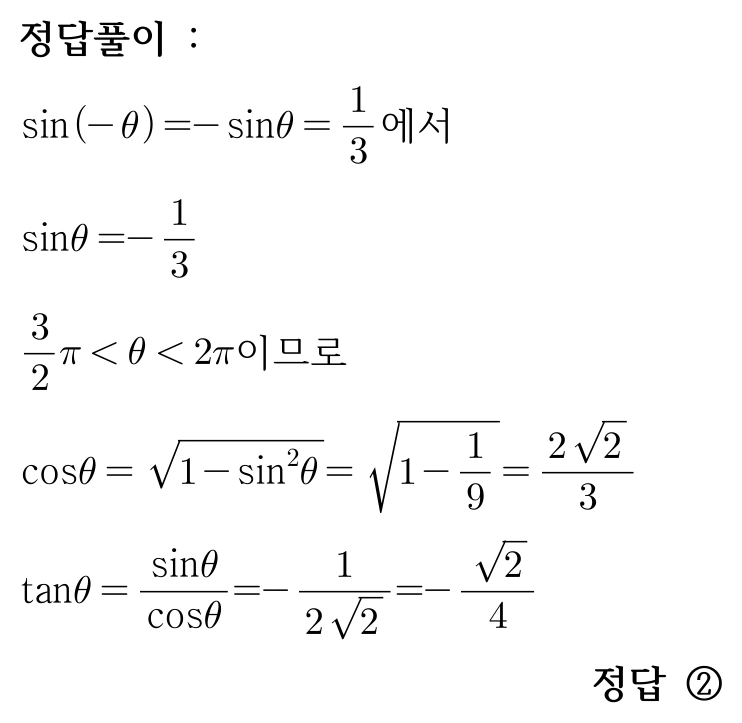 정답풀이 :
sin(−θ)=−sinθ=1/3에서
sinθ=−1/3
3/2π<θ<2π이므로
cosθ=√(1−sin²θ)=√(1−1/9)=2√2/3
tanθ=sinθ/cosθ=−1/(2√2)=−√2/4
정답 ②